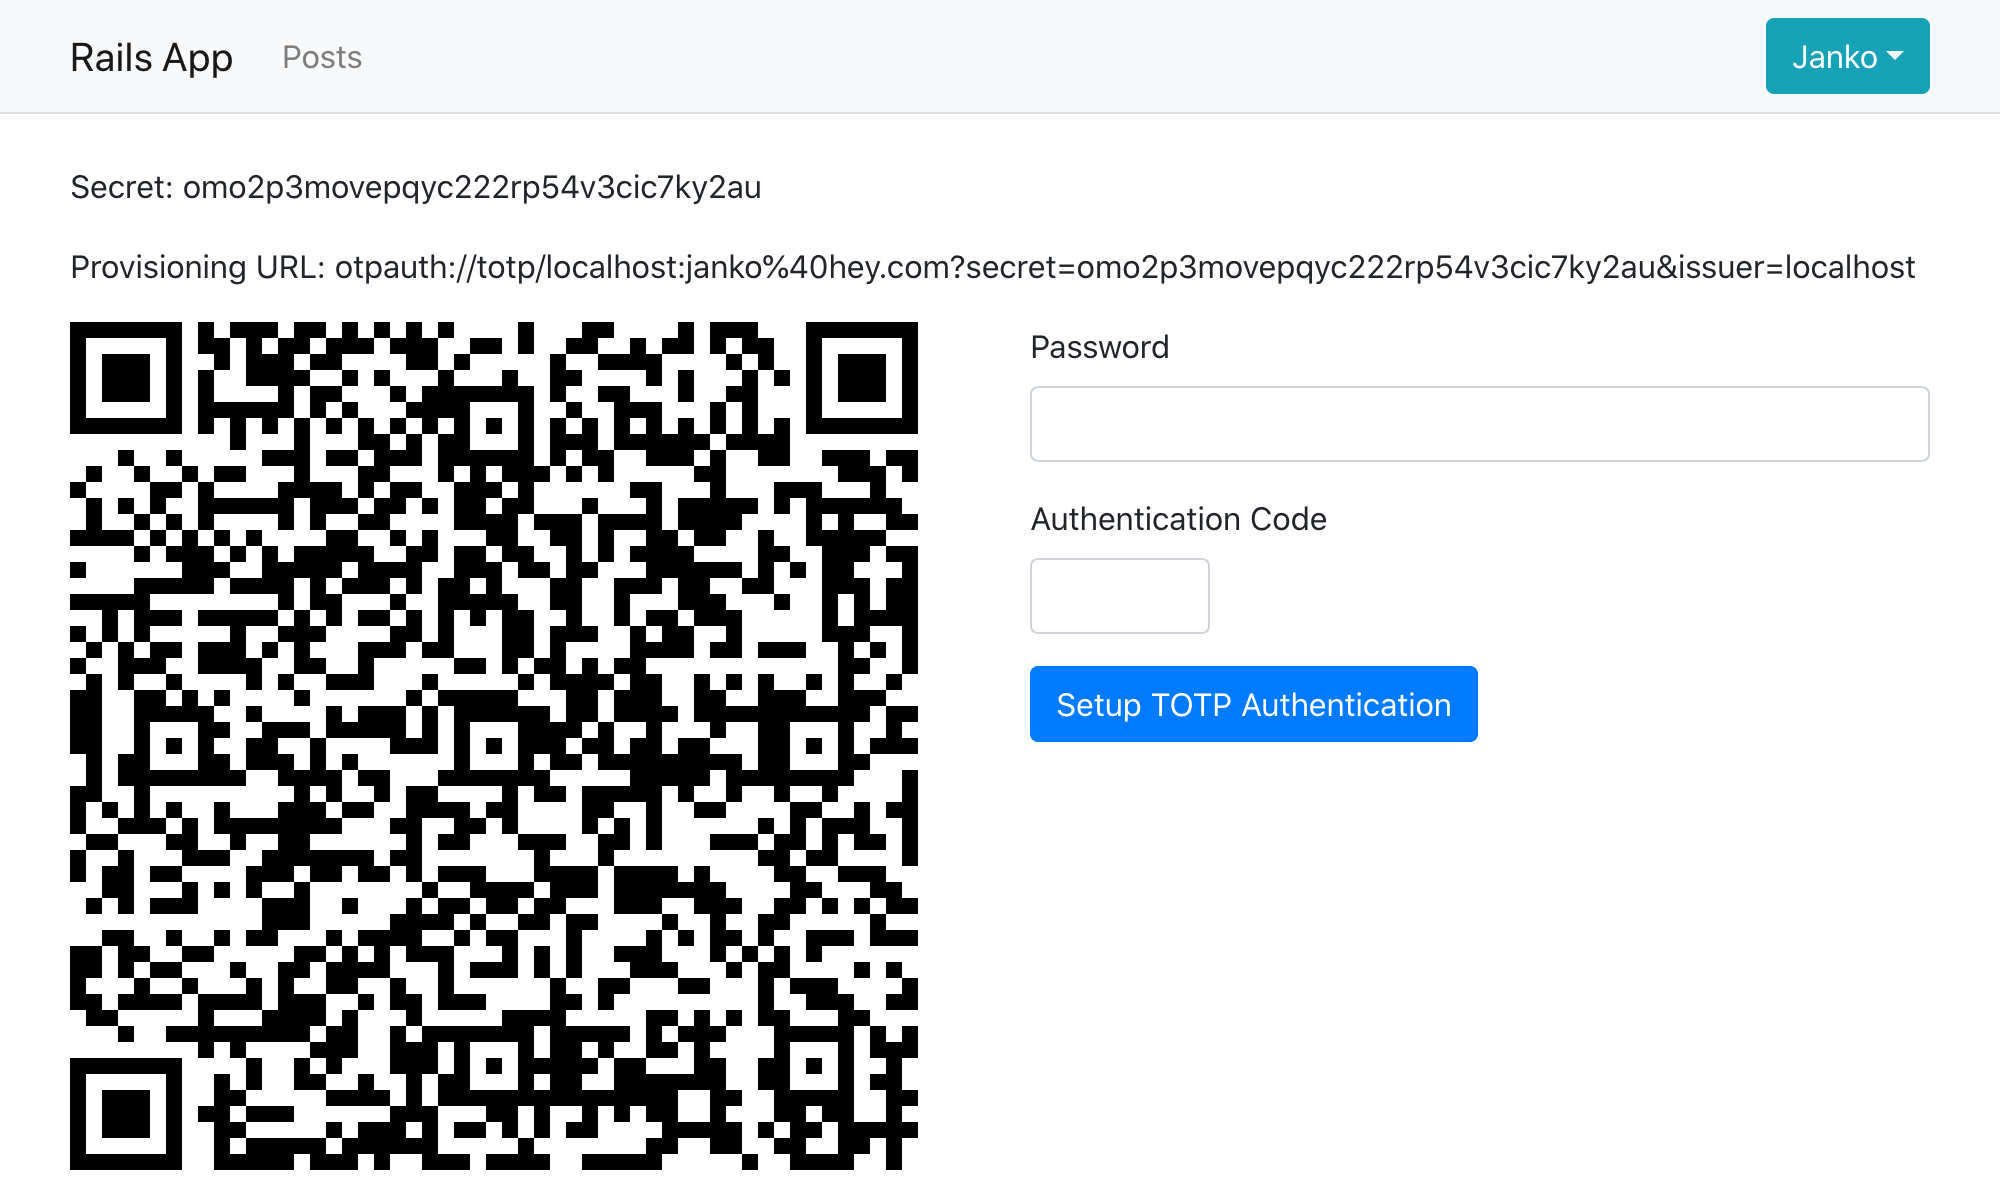 Rails App Posts Janko
Secret: omo2p3movepqyc222rp54v3cic7ky2au
Provisioning URL: otpauth://totp/localhost:janko%40hey.com?secret=omo2p3movepqyc222rp54v3cic7ky2au&issuer=localhost
Password
Authentication Code
Setup TOTP Authentication